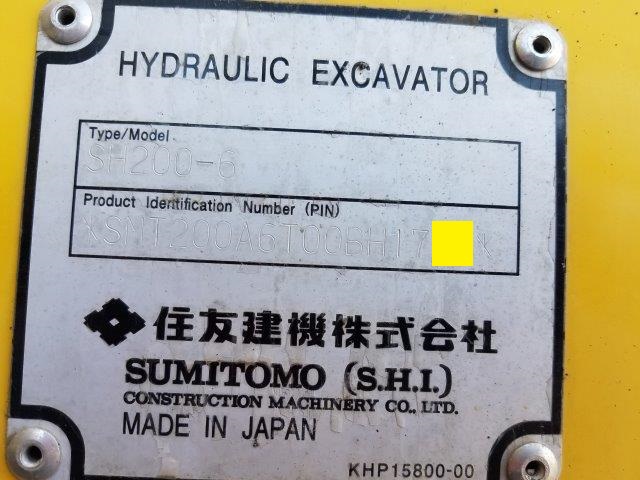 HYDRAULIC EXCAVATOR
Type/Model
SH200-6
Product Identification Number (PIN)
*SMT200A6T00BH17 *
住友建機株式会社
SUMITOMO (S.H.I.)
CONSTRUCTION MACHINERY CO., LTD.
MADE IN JAPAN
KHP15800-00